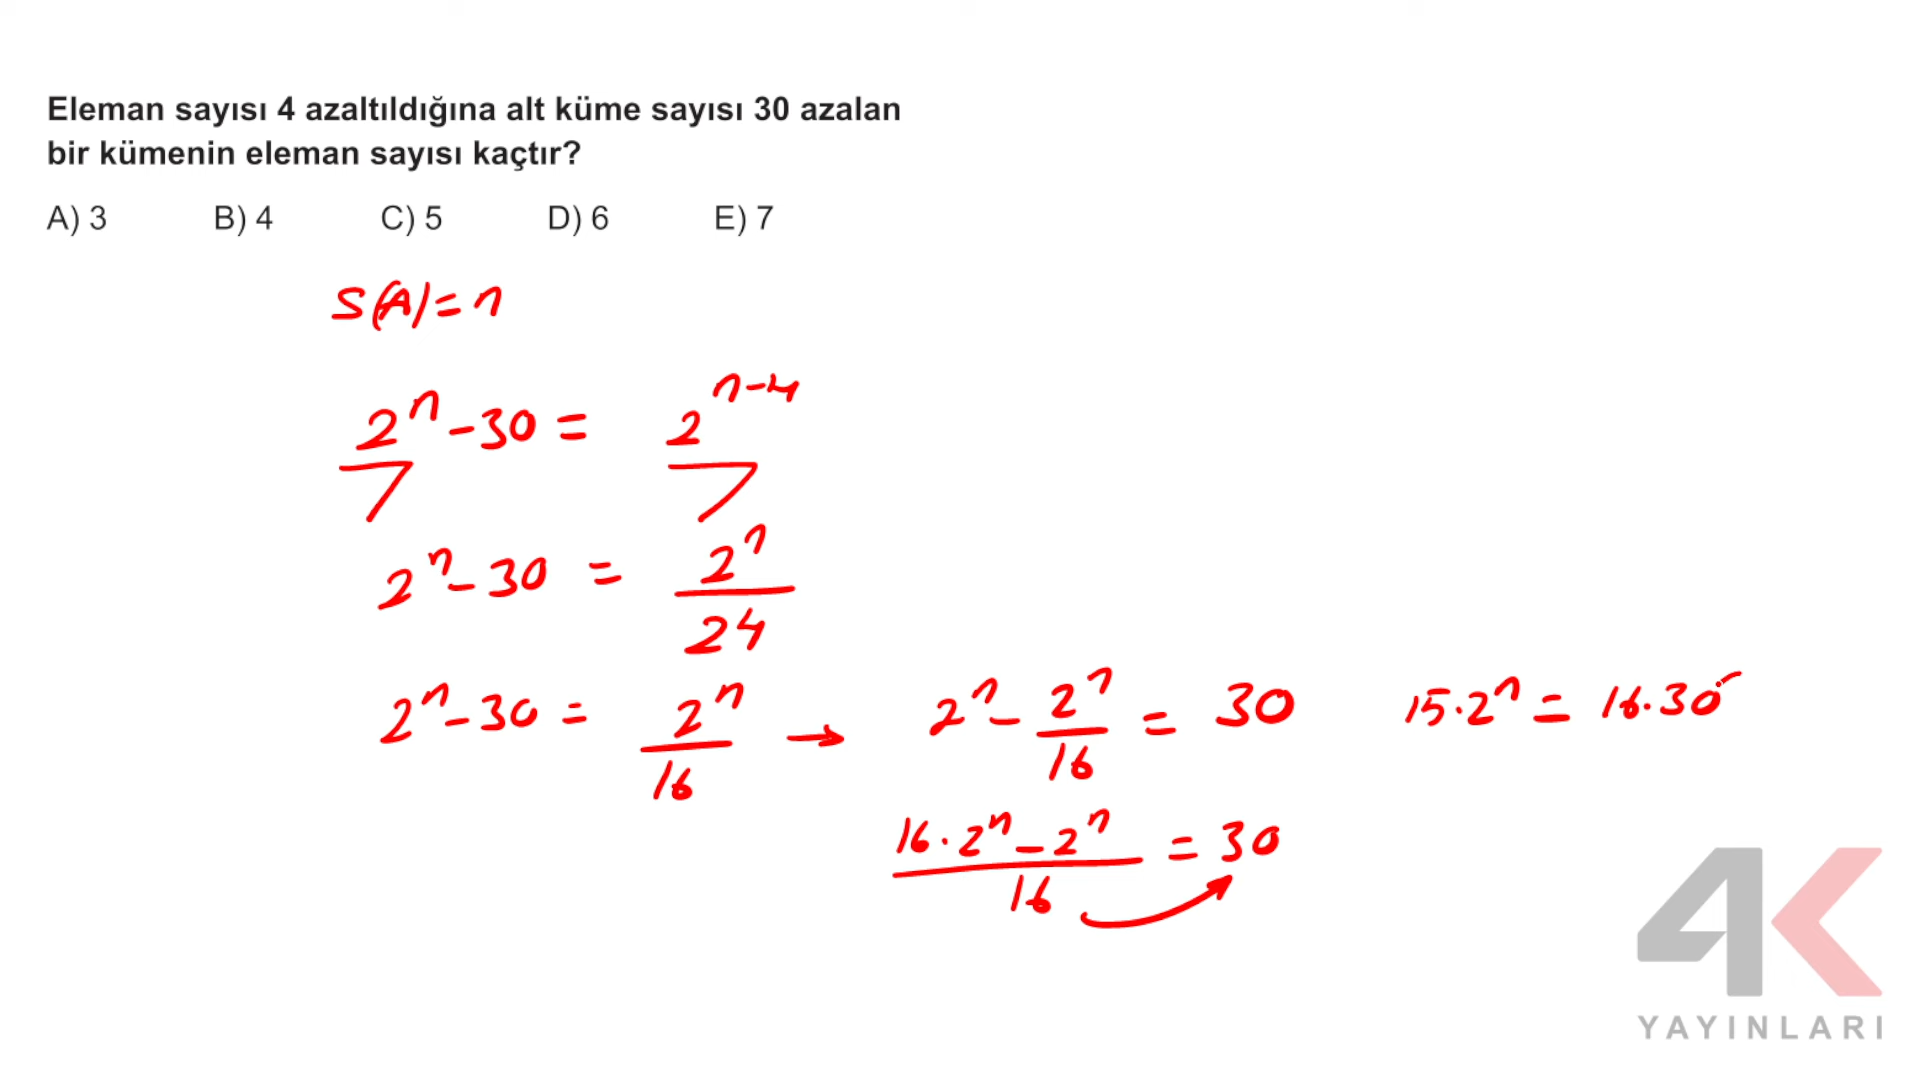 Eleman sayısı 4 azaltıldığına alt küme sayısı 30 azalan
bir kümenin eleman sayısı kaçtır?
A) 3 B) 4 C) 5 D) 6 E) 7
S(A) = n
2ⁿ - 30 = 2ⁿ⁻⁴
2ⁿ - 30 = 2ⁿ / 24
2ⁿ - 30 = 2ⁿ / 16 → 2ⁿ - 2ⁿ / 16 = 30
16 · 2ⁿ - 2ⁿ / 16 = 30
15 · 2ⁿ = 16 · 30
4K
YAYINLARI